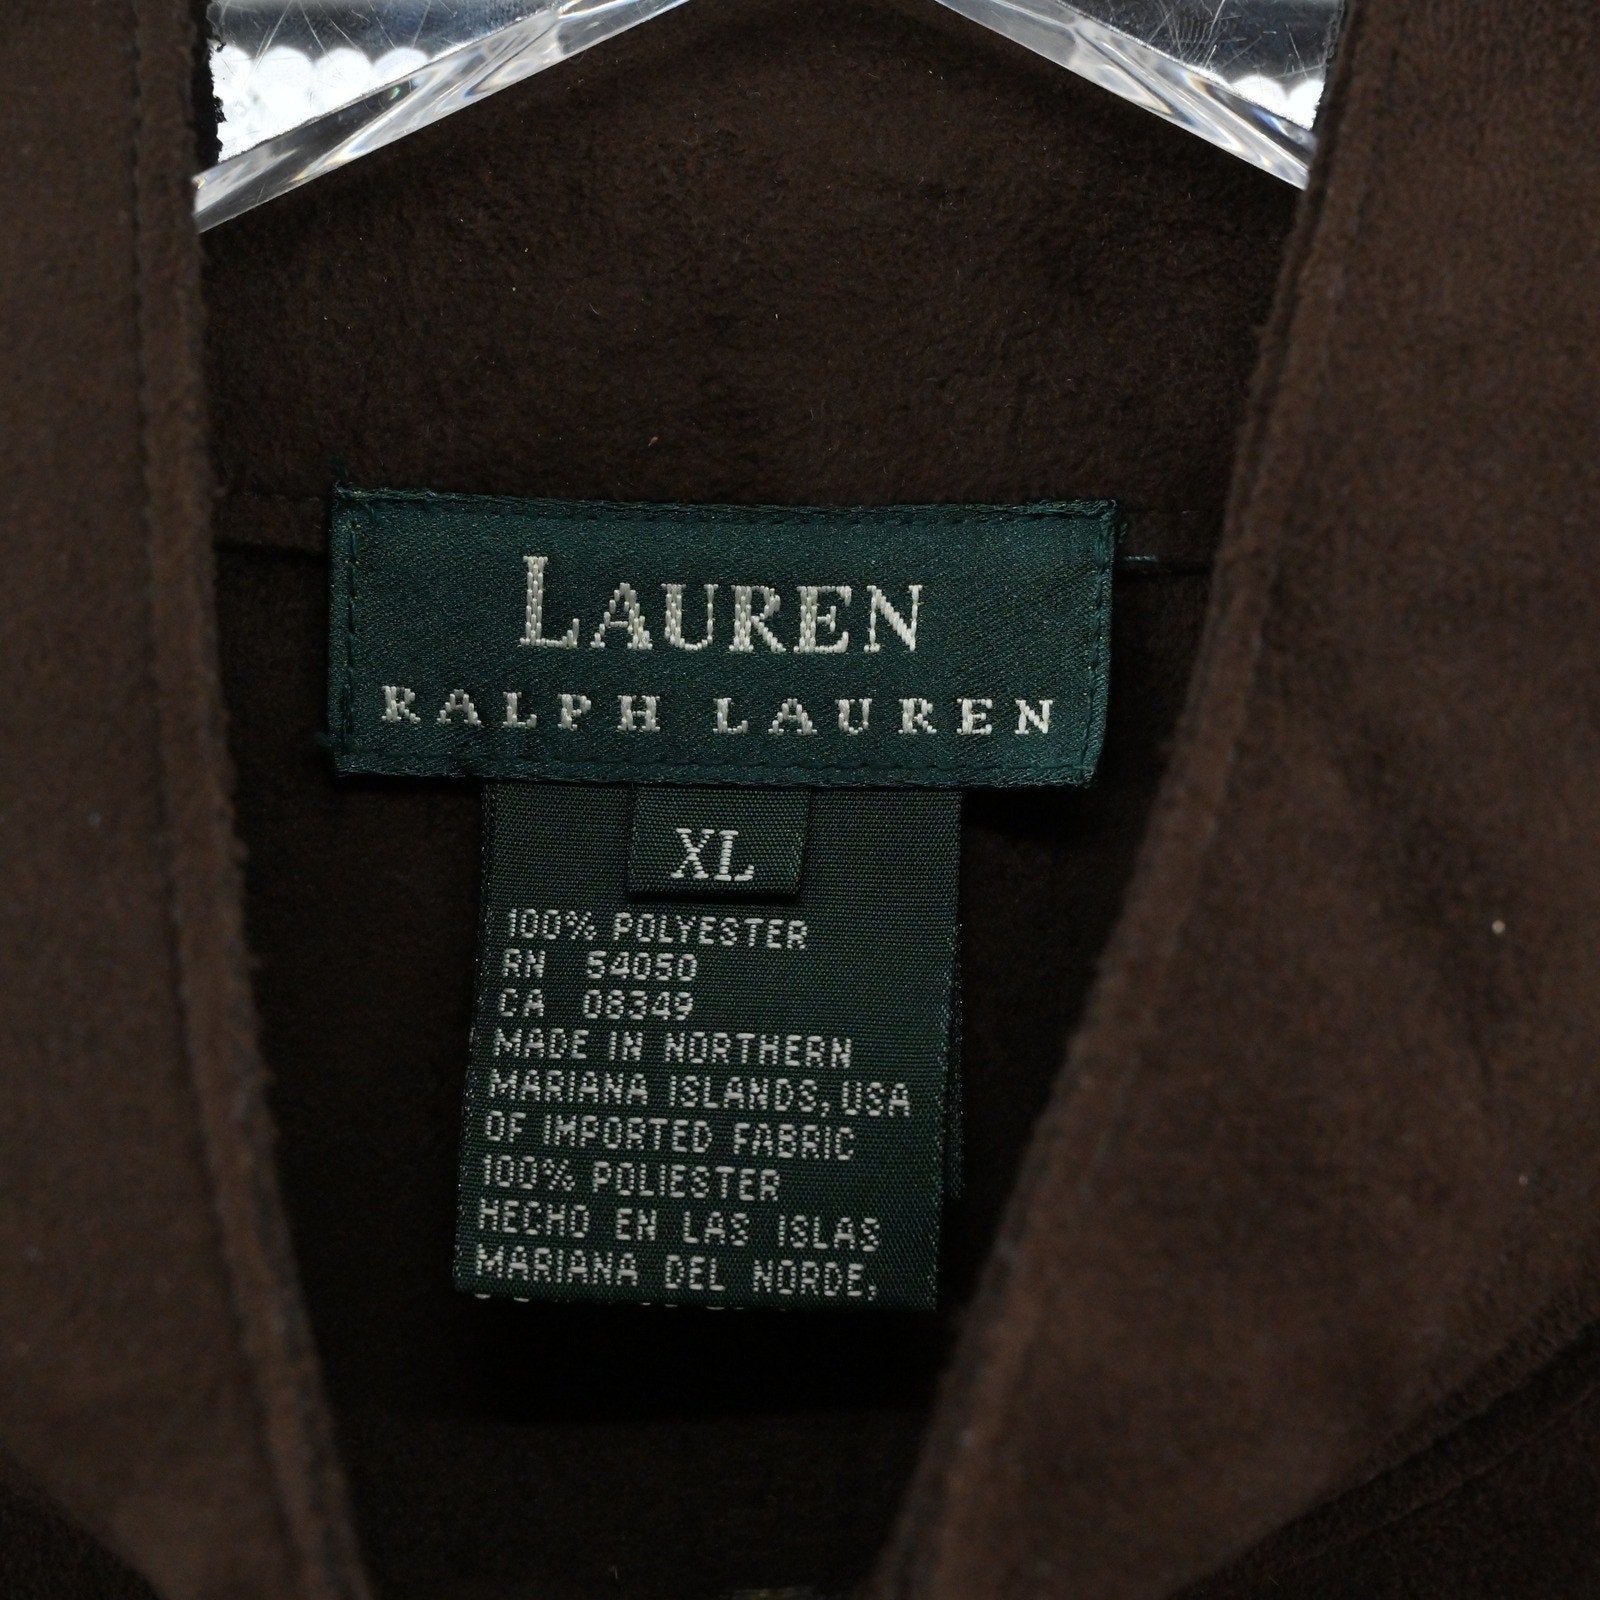 LAUREN
RALPH LAUREN
XL
100% POLYESTER
RN 54050
CA 08349
MADE IN NORTHERN
MARIANA ISLANDS, USA
OF IMPORTED FABRIC
100% POLIESTER
HECHO EN LAS ISLAS
MARIANA DEL NORDE,